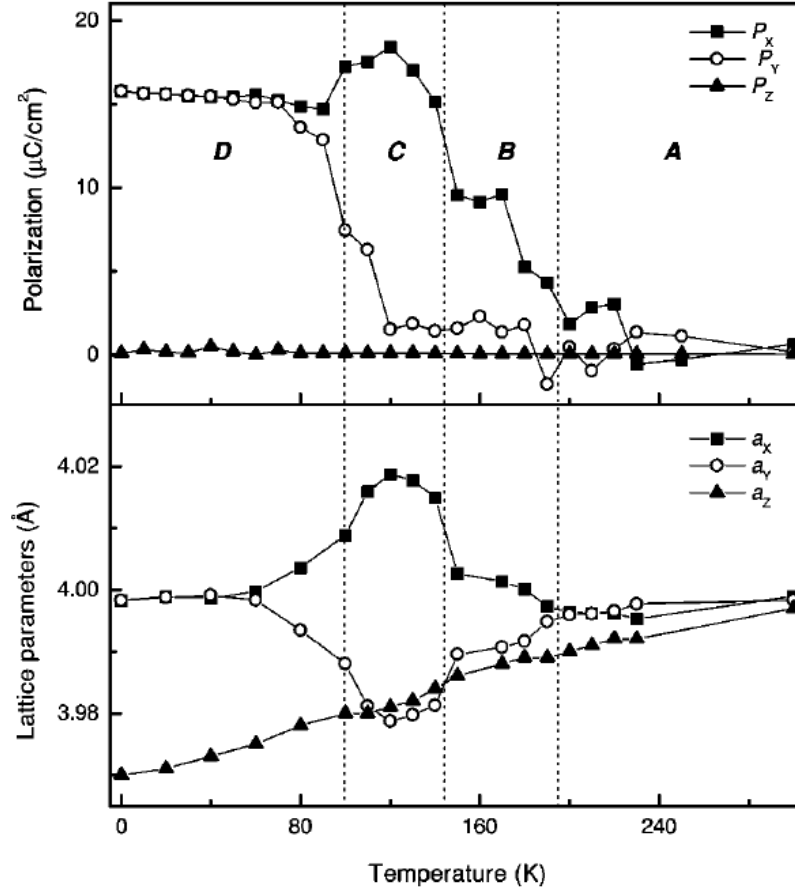 20
10
0
Polarization (μC/cm²)
P_X
P_Y
P_Z
D
C
B
A
4.02
4.00
3.98
Lattice parameters (Å)
a_X
a_Y
a_Z
0
80
160
240
Temperature (K)